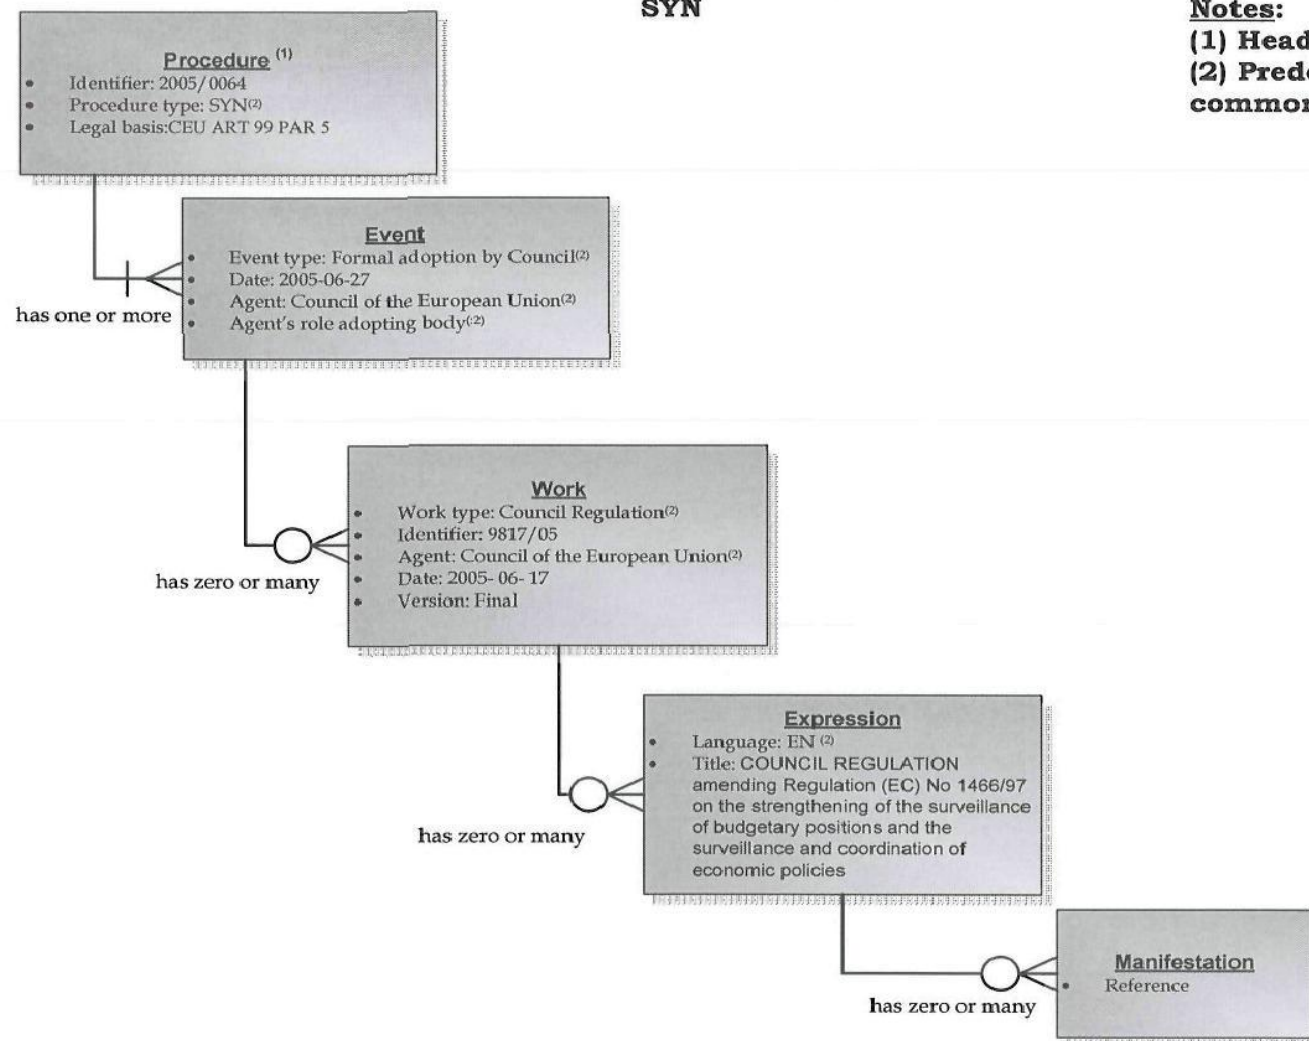 SYN
Notes:
(1) Head
(2) Prede
common
Procedure (1)
• Identifier: 2005/0064
• Procedure type: SYN(2)
• Legal basis:CEU ART 99 PAR 5
has one or more
Event
• Event type: Formal adoption by Council(2)
• Date: 2005-06-27
• Agent: Council of the European Union(2)
• Agent's role adopting body(:2)
has zero or many
Work
• Work type: Council Regulation(2)
• Identifier: 9817/05
• Agent: Council of the European Union(2)
• Date: 2005- 06- 17
• Version: Final
has zero or many
Expression
• Language: EN (2)
• Title: COUNCIL REGULATION
amending Regulation (EC) No 1466/97
on the strengthening of the surveillance
of budgetary positions and the
surveillance and coordination of
economic policies
has zero or many
Manifestation
• Reference